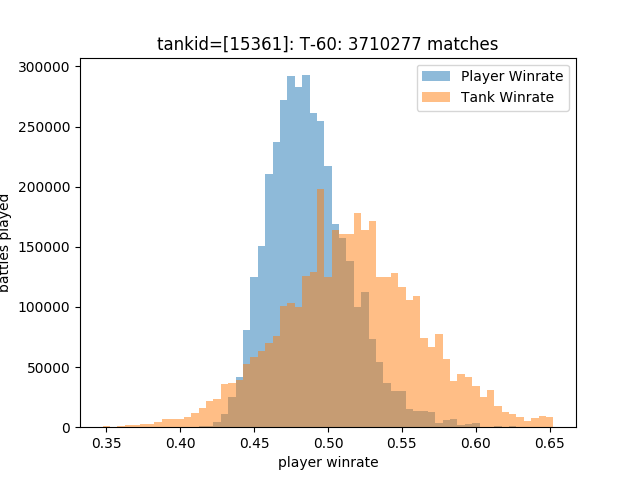 tankid=[15361]: T-60: 3710277 matches
300000
250000
200000
150000
100000
50000
0
battles played
Player Winrate
Tank Winrate
0.35 0.40 0.45 0.50 0.55 0.60 0.65
player winrate